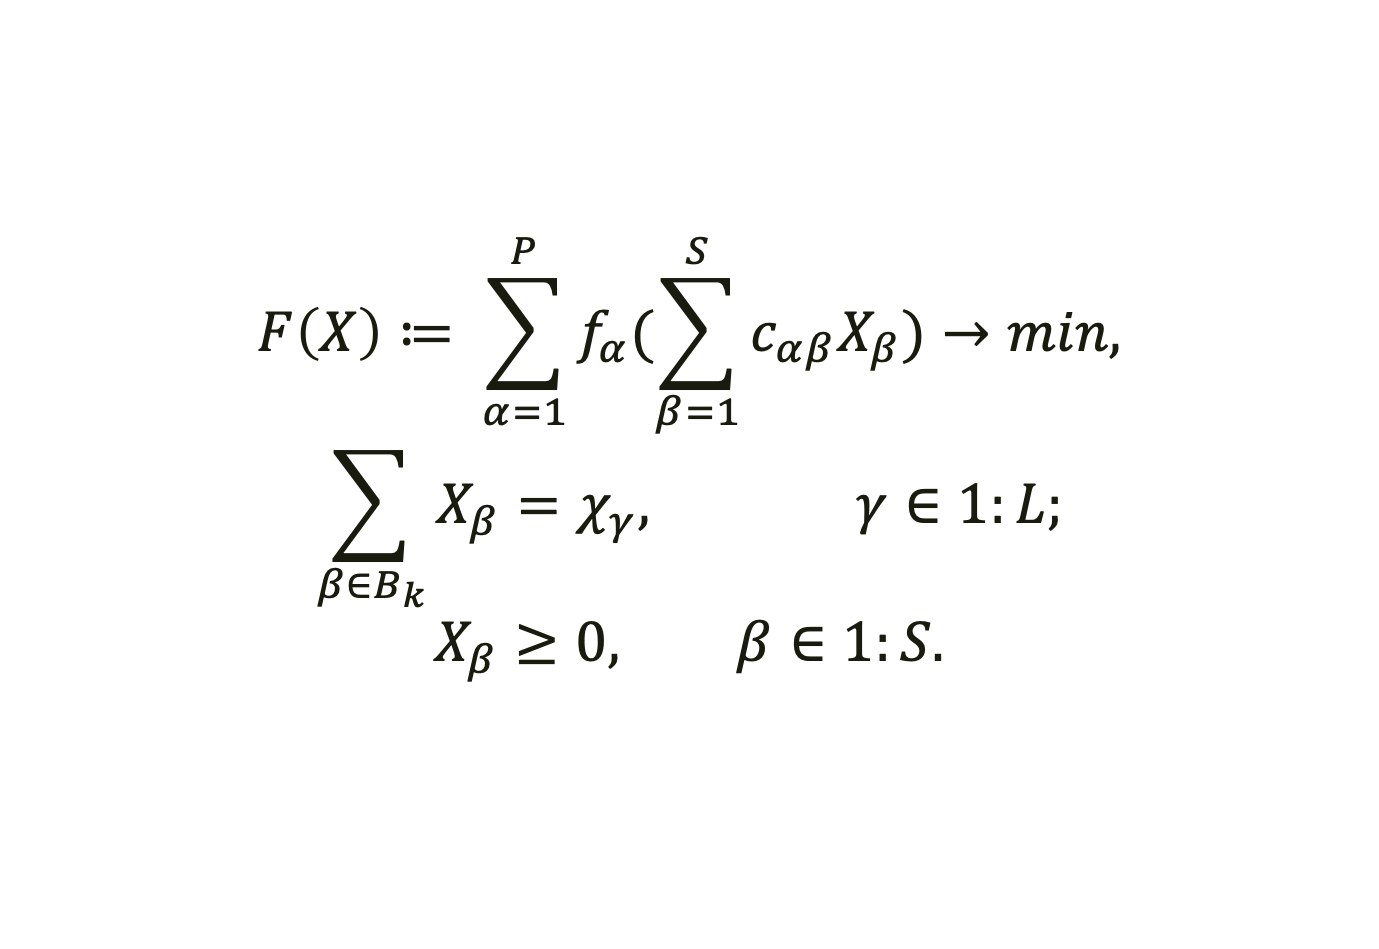 F(X) ≔ ∑_{α=1}^{P} f_α(∑_{β=1}^{S} c_{αβ}X_β) → min,
∑_{β∈B_k} X_β = χ_γ, γ ∈ 1:L;
X_β ≥ 0, β ∈ 1:S.